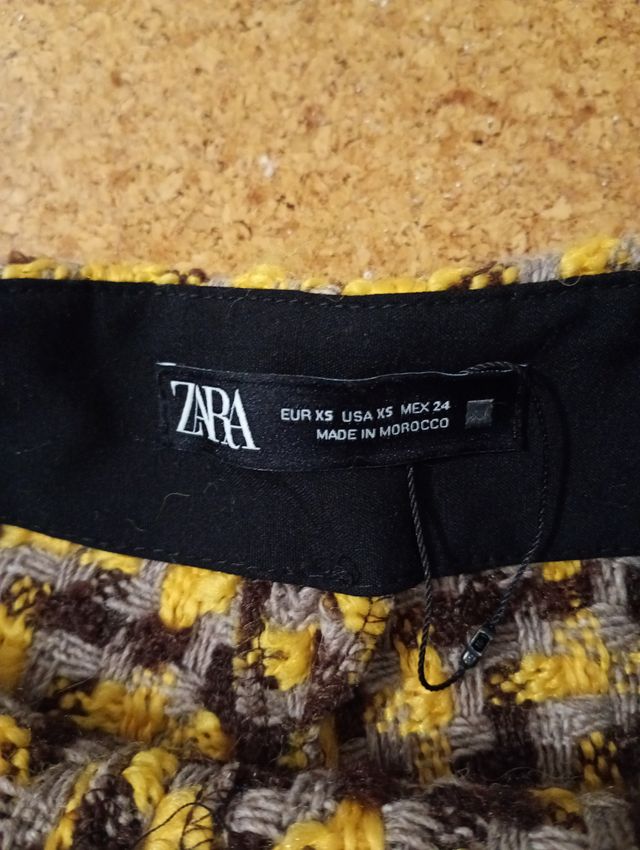 ZARA
EUR XS USA XS MEX 24
MADE IN MOROCCO